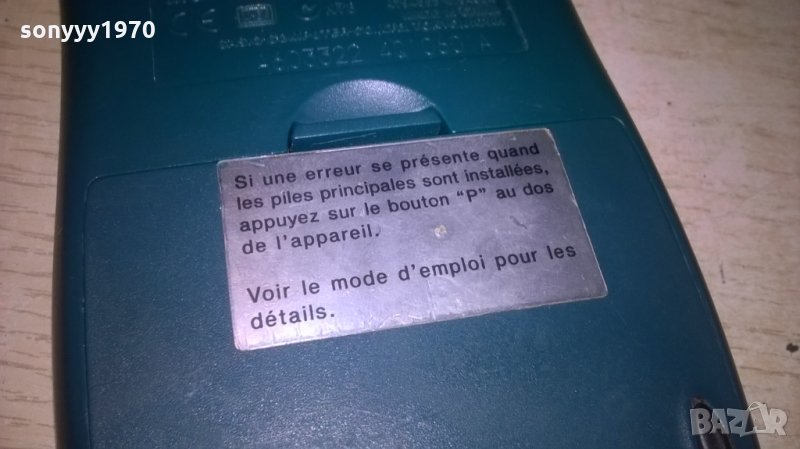 sonyyy1970
Si une erreur se présente quand
les piles principales sont installées,
appuyez sur le bouton "P" au dos
de l'appareil.
Voir le mode d'emploi pour les
détails.
BAZAR